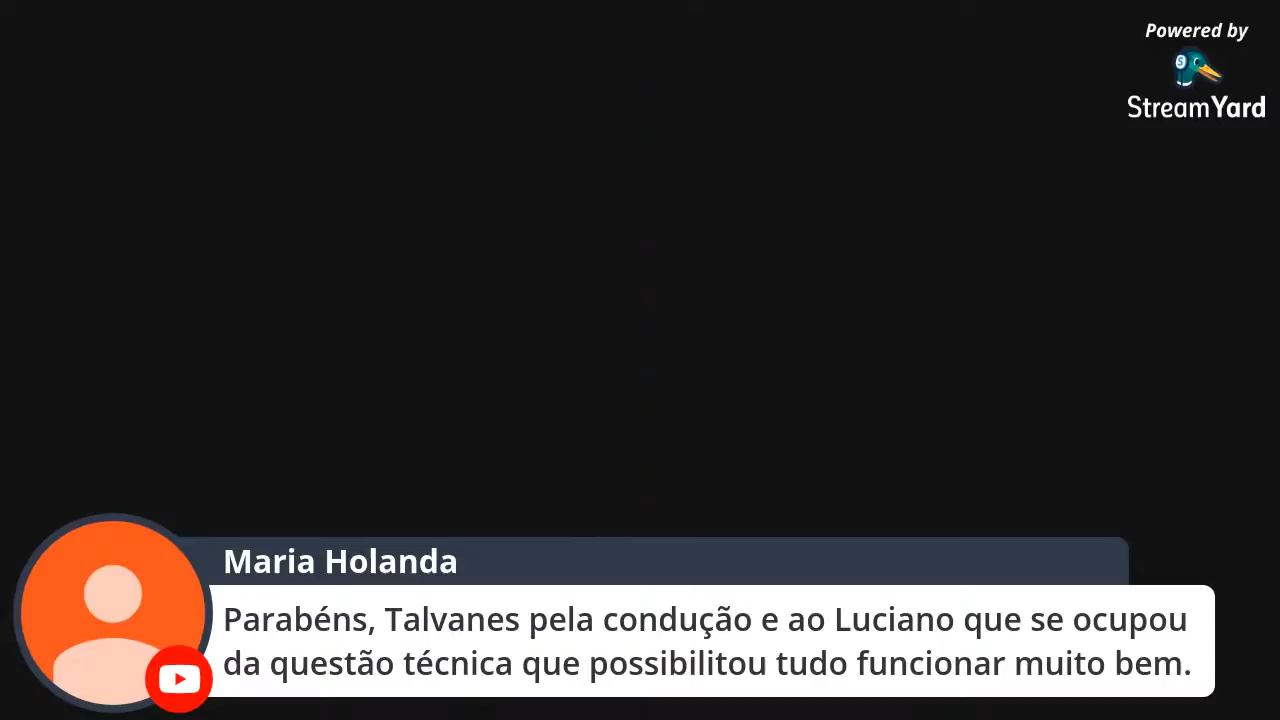 Powered by
StreamYard
Maria Holanda
Parabéns, Talvanes pela condução e ao Luciano que se ocupou
da questão técnica que possibilitou tudo funcionar muito bem.